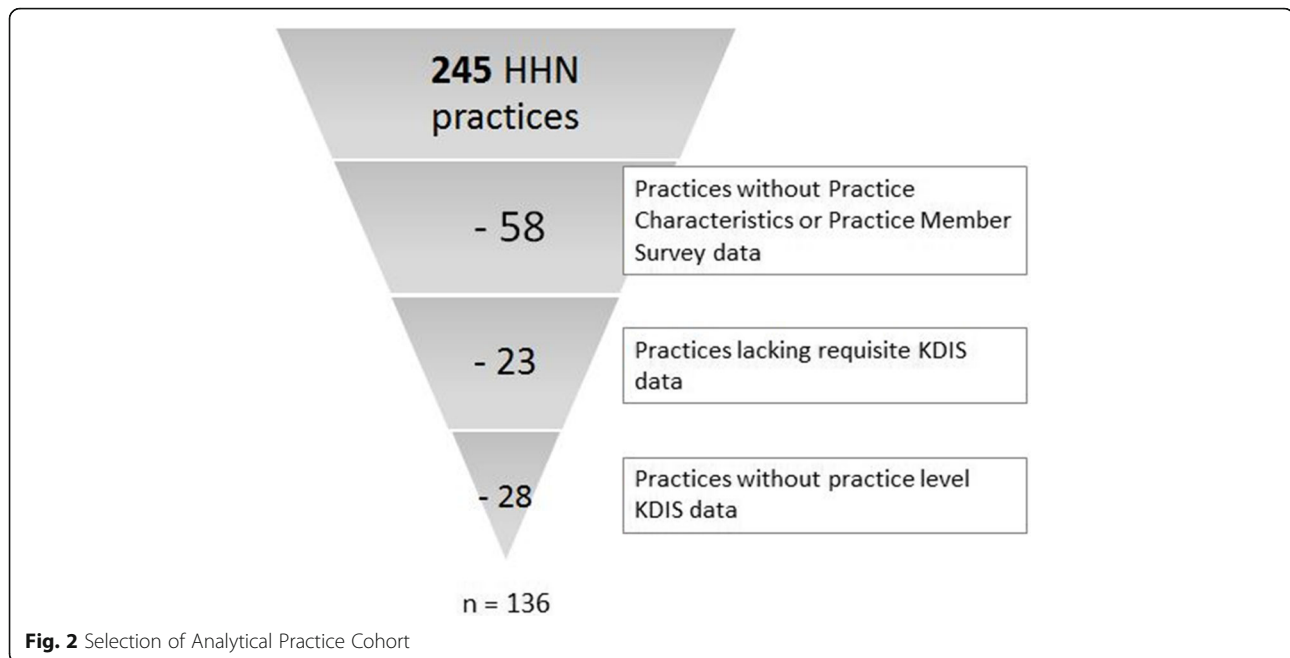 245 HHN
practices
- 58
Practices without Practice
Characteristics or Practice Member
Survey data
- 23
Practices lacking requisite KDIS
data
- 28
Practices without practice level
KDIS data
n = 136
Fig. 2 Selection of Analytical Practice Cohort